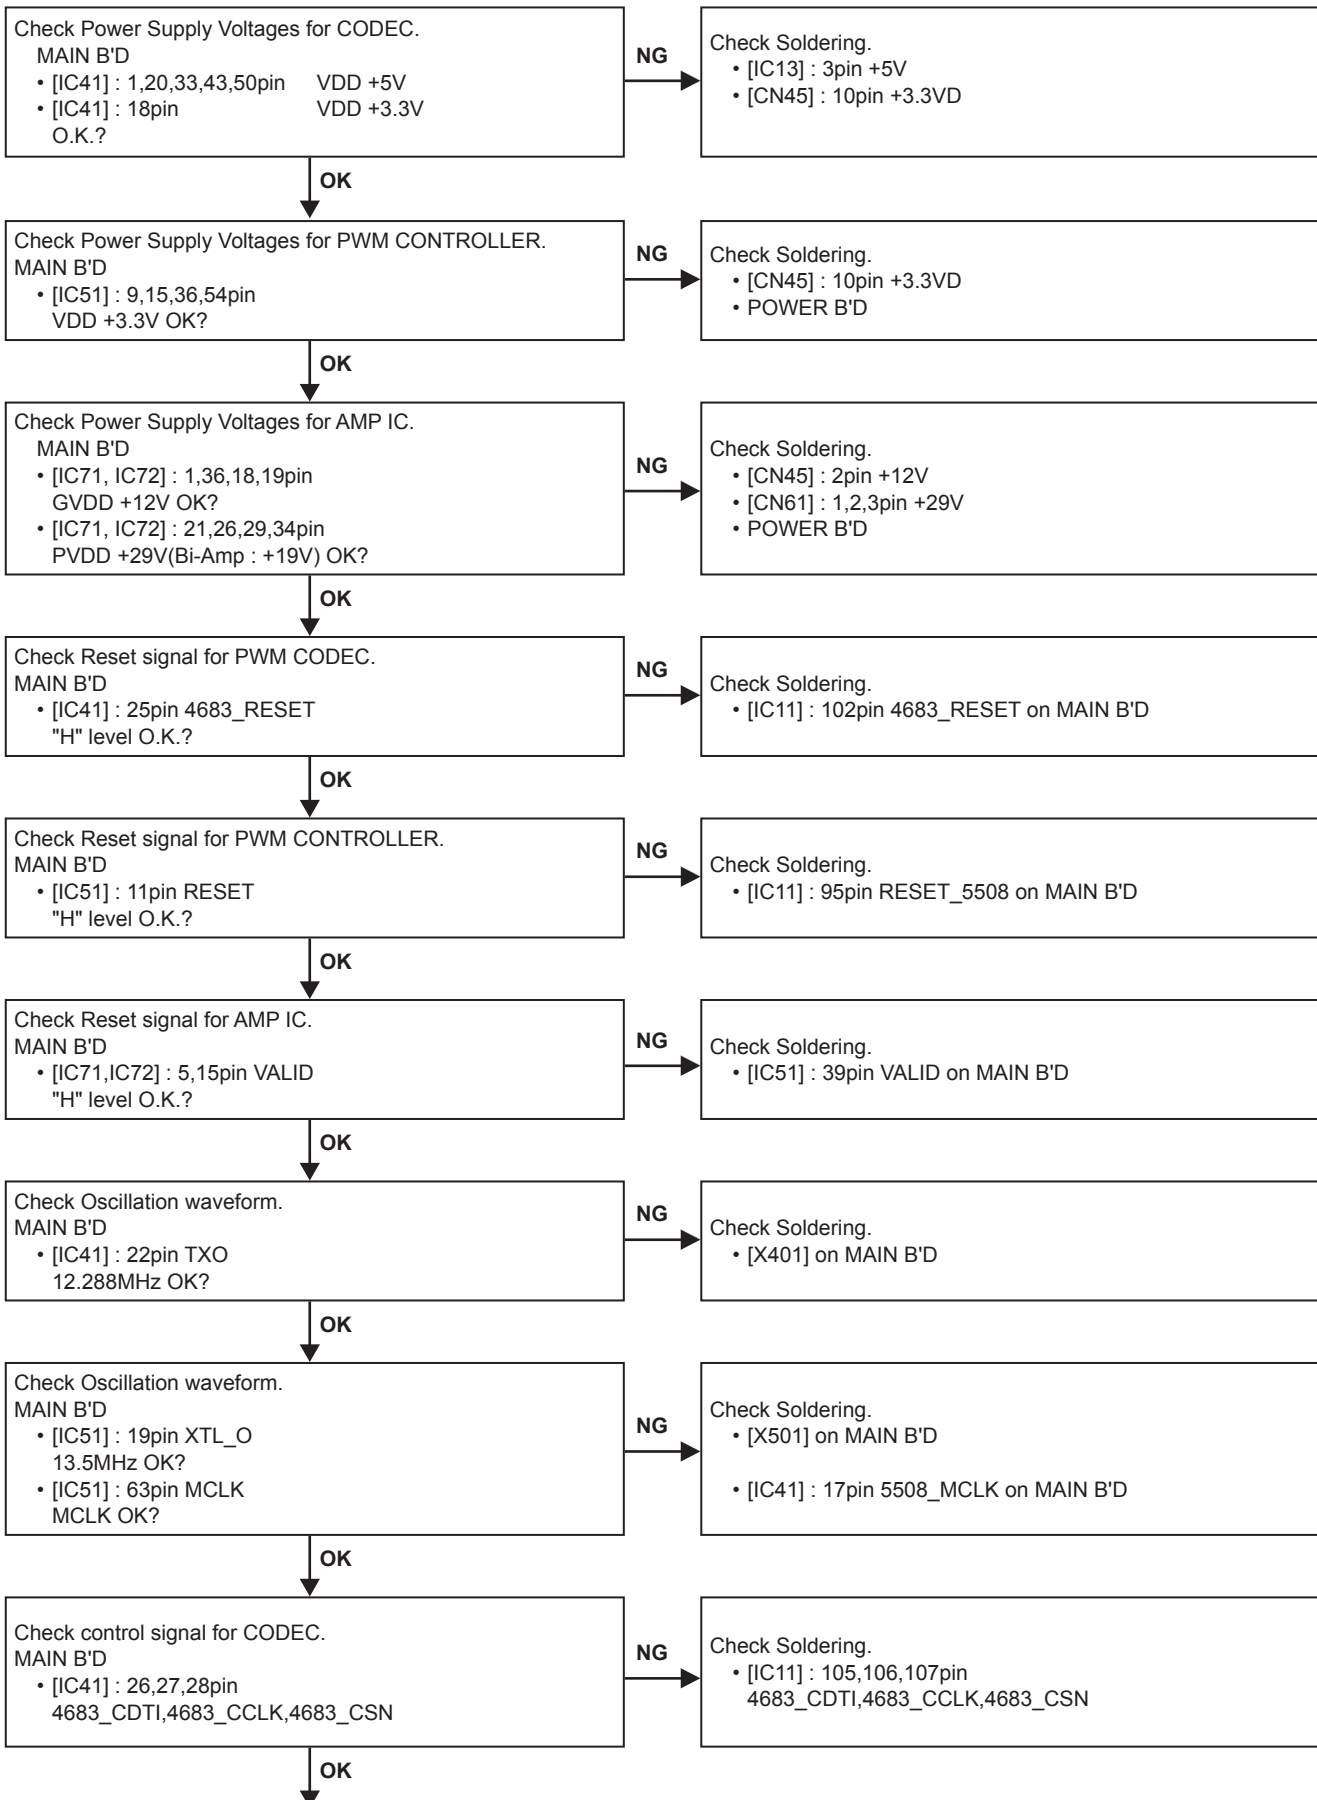 Check Power Supply Voltages for CODEC.
MAIN B'D
• [IC41] : 1,20,33,43,50pin VDD +5V
• [IC41] : 18pin VDD +3.3V
O.K.?
NG
Check Soldering.
• [IC13] : 3pin +5V
• [CN45] : 10pin +3.3VD
OK
Check Power Supply Voltages for PWM CONTROLLER.
MAIN B'D
• [IC51] : 9,15,36,54pin
VDD +3.3V OK?
NG
Check Soldering.
• [CN45] : 10pin +3.3VD
• POWER B'D
OK
Check Power Supply Voltages for AMP IC.
MAIN B'D
• [IC71, IC72] : 1,36,18,19pin
GVDD +12V OK?
• [IC71, IC72] : 21,26,29,34pin
PVDD +29V(Bi-Amp : +19V) OK?
NG
Check Soldering.
• [CN45] : 2pin +12V
• [CN61] : 1,2,3pin +29V
• POWER B'D
OK
Check Reset signal for PWM CODEC.
MAIN B'D
• [IC41] : 25pin 4683_RESET
"H" level O.K.?
NG
Check Soldering.
• [IC11] : 102pin 4683_RESET on MAIN B'D
OK
Check Reset signal for PWM CONTROLLER.
MAIN B'D
• [IC51] : 11pin RESET
"H" level O.K.?
NG
Check Soldering.
• [IC11] : 95pin RESET_5508 on MAIN B'D
OK
Check Reset signal for AMP IC.
MAIN B'D
• [IC71,IC72] : 5,15pin VALID
"H" level O.K.?
NG
Check Soldering.
• [IC51] : 39pin VALID on MAIN B'D
OK
Check Oscillation waveform.
MAIN B'D
• [IC41] : 22pin TXO
12.288MHz OK?
NG
Check Soldering.
• [X401] on MAIN B'D
OK
Check Oscillation waveform.
MAIN B'D
• [IC51] : 19pin XTL_O
13.5MHz OK?
• [IC51] : 63pin MCLK
MCLK OK?
NG
Check Soldering.
• [X501] on MAIN B'D
• [IC41] : 17pin 5508_MCLK on MAIN B'D
OK
Check control signal for CODEC.
MAIN B'D
• [IC41] : 26,27,28pin
4683_CDTI,4683_CCLK,4683_CSN
NG
Check Soldering.
• [IC11] : 105,106,107pin
4683_CDTI,4683_CCLK,4683_CSN
OK